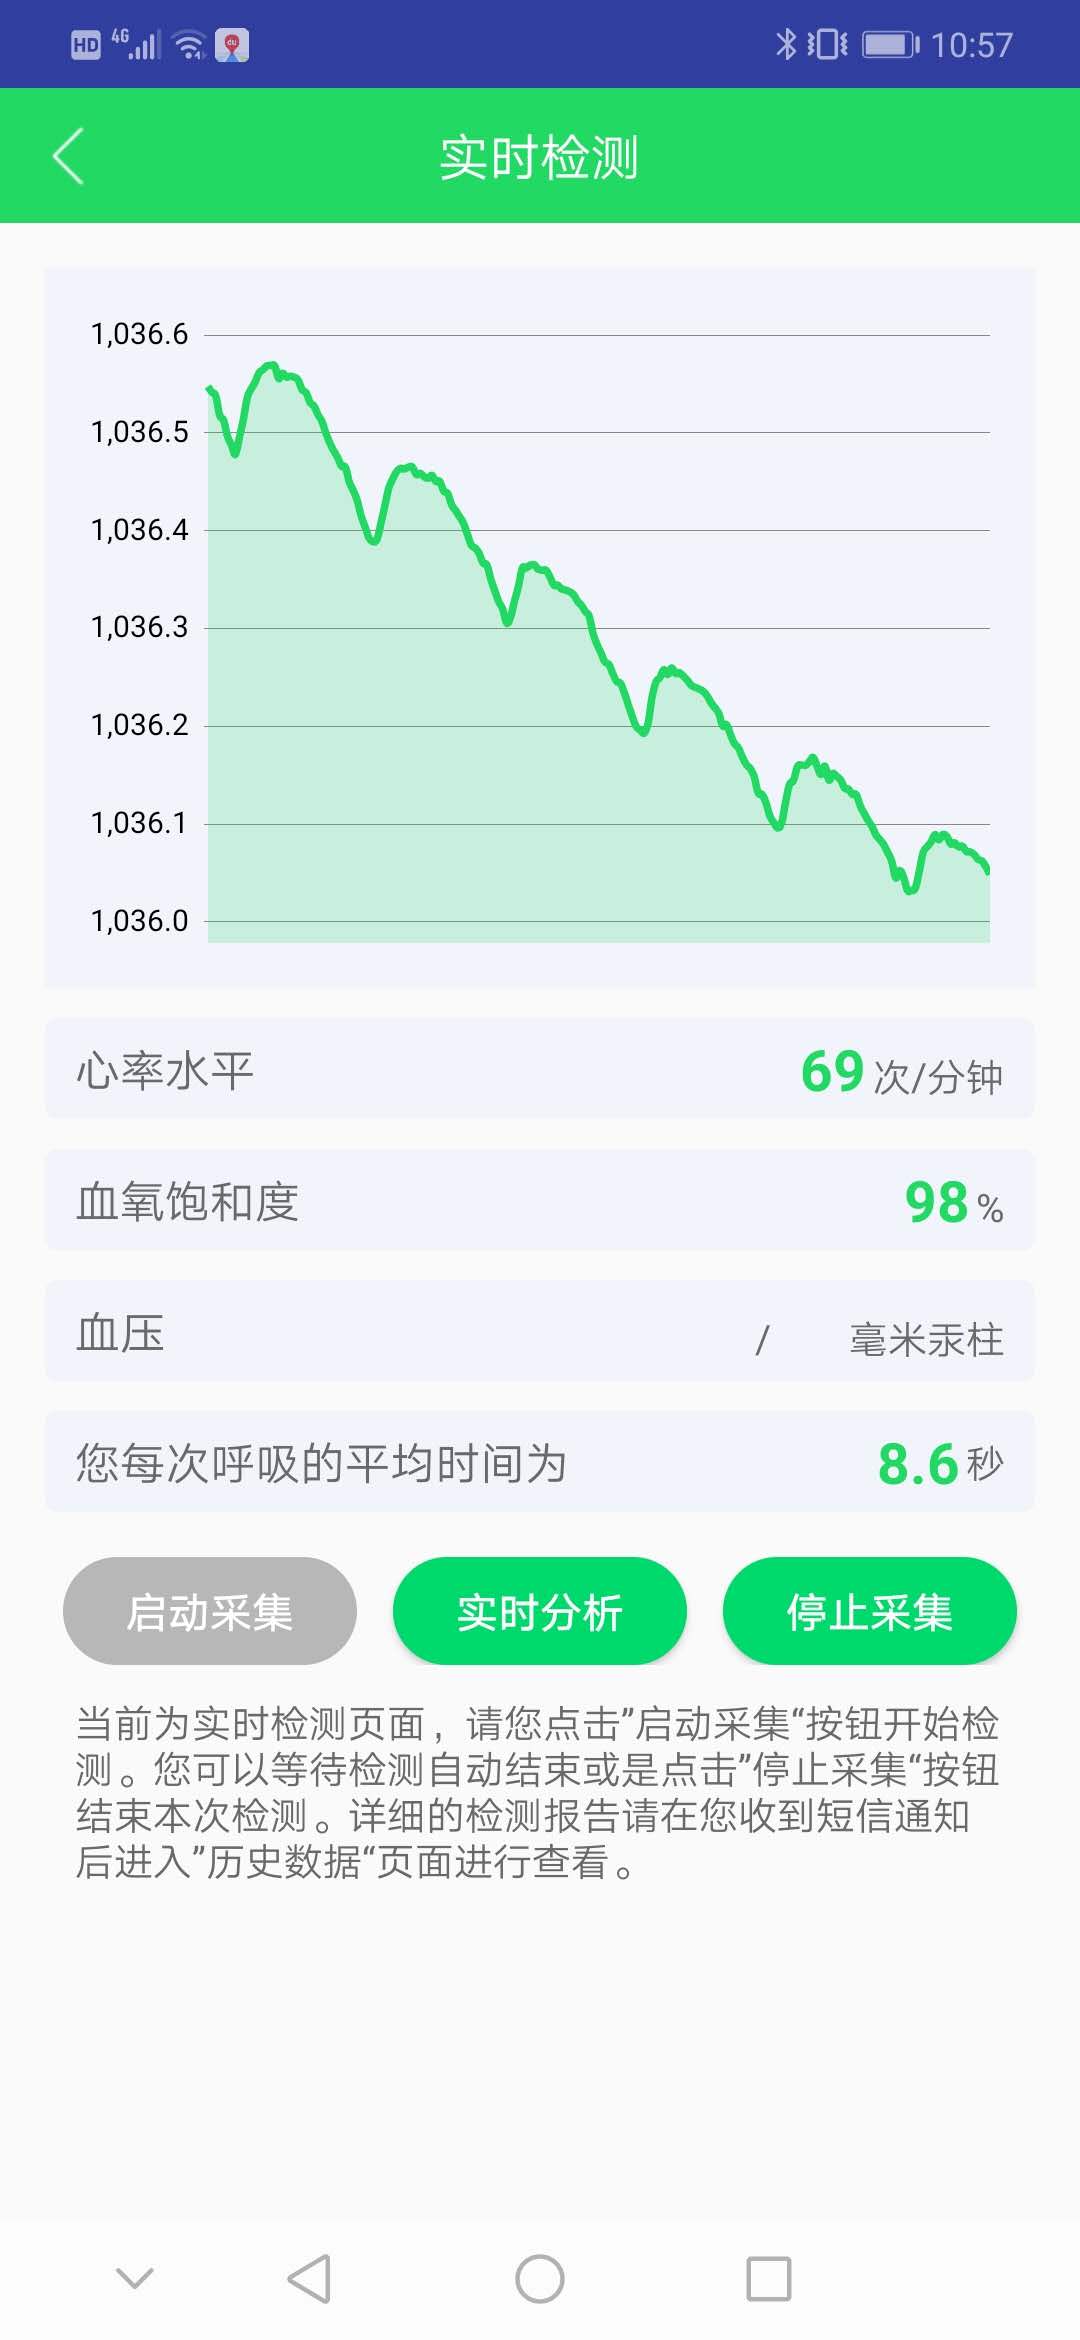 HD 4G du 10:57
实时检测
1,036.6
1,036.5
1,036.4
1,036.3
1,036.2
1,036.1
1,036.0
心率水平 69 次/分钟
血氧饱和度 98 %
血压 / 毫米汞柱
您每次呼吸的平均时间为 8.6 秒
启动采集 实时分析 停止采集
当前为实时检测页面，请您点击”启动采集“按钮开始检
测。您可以等待检测自动结束或是点击”停止采集“按钮
结束本次检测。详细的检测报告请在您收到短信通知
后进入”历史数据“页面进行查看。